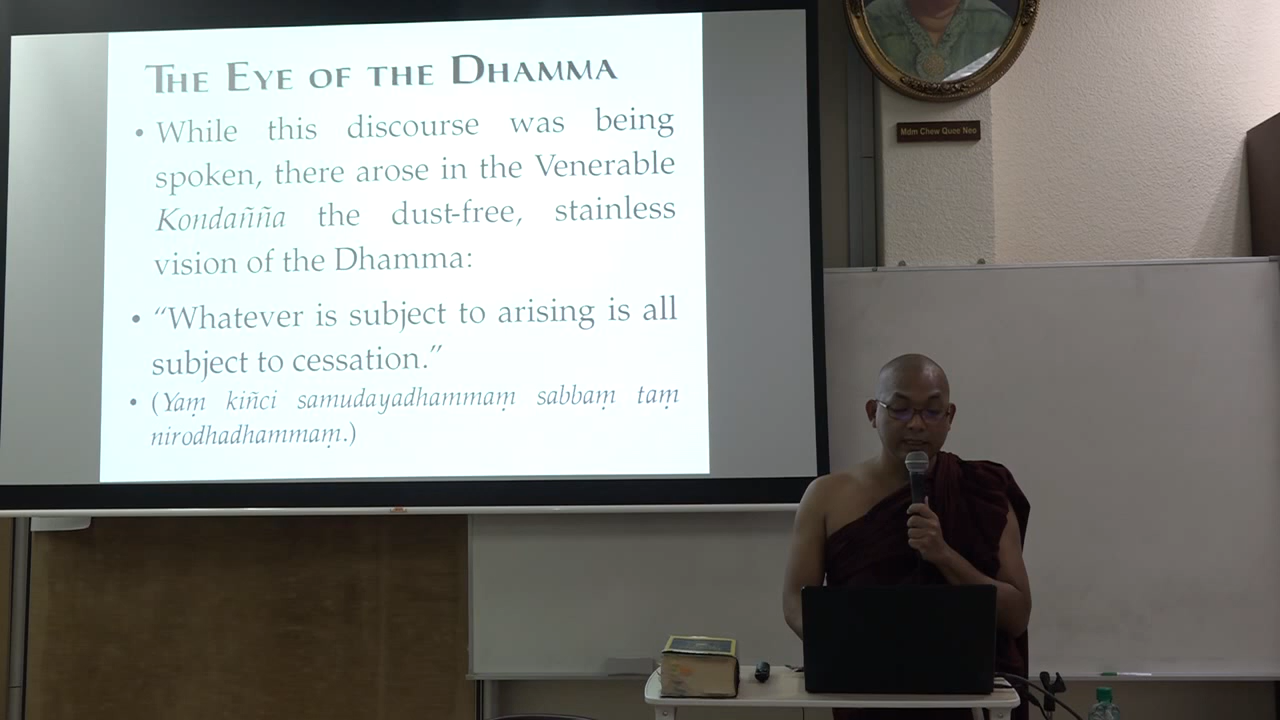 THE EYE OF THE DHAMMA
• While this discourse was being
spoken, there arose in the Venerable
Kondañña the dust-free, stainless
vision of the Dhamma:
• “Whatever is subject to arising is all
subject to cessation.”
• (Yaṃ kiñci samudayadhammaṃ sabbaṃ taṃ
nirodhadhammaṃ.)
Mdm Chew Quee Neo